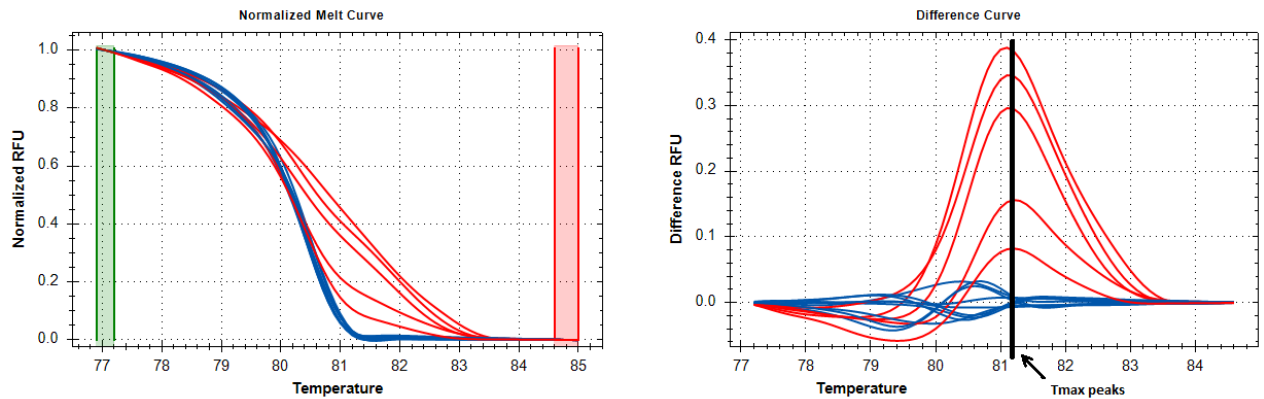 Normalized Melt Curve
Normalized RFU
1.0
0.8
0.6
0.4
0.2
0.0
77 78 79 80 81 82 83 84 85
Temperature
Difference Curve
Difference RFU
0.4
0.3
0.2
0.1
0.0
77 78 79 80 81 82 83 84
Temperature
Tmax peaks